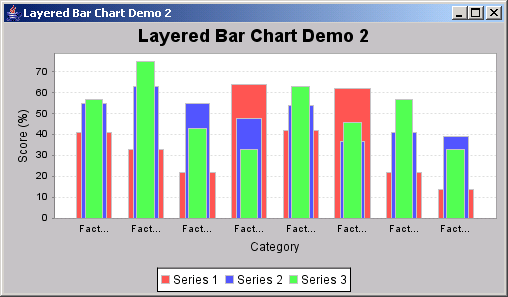 Layered Bar Chart Demo 2
Layered Bar Chart Demo 2
70
60
50
40
30
20
10
0
Score (%)
Fact... Fact... Fact... Fact... Fact... Fact... Fact... Fact...
Category
Series 1 Series 2 Series 3